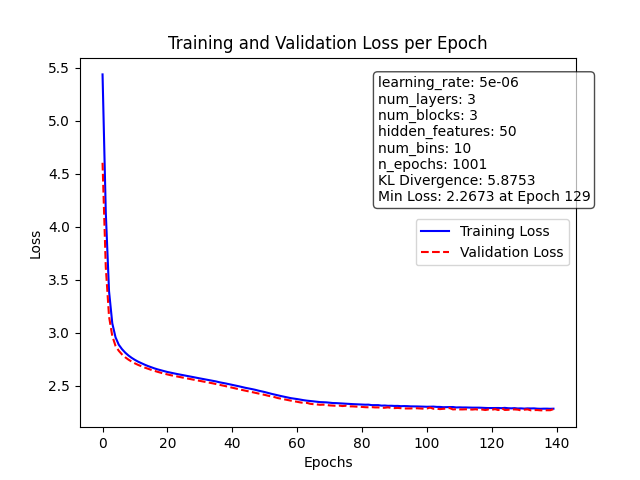 Training and Validation Loss per Epoch
5.5
5.0
4.5
4.0
3.5
3.0
2.5
Loss
learning_rate: 5e-06
num_layers: 3
num_blocks: 3
hidden_features: 50
num_bins: 10
n_epochs: 1001
KL Divergence: 5.8753
Min Loss: 2.2673 at Epoch 129
Training Loss
Validation Loss
0 20 40 60 80 100 120 140
Epochs